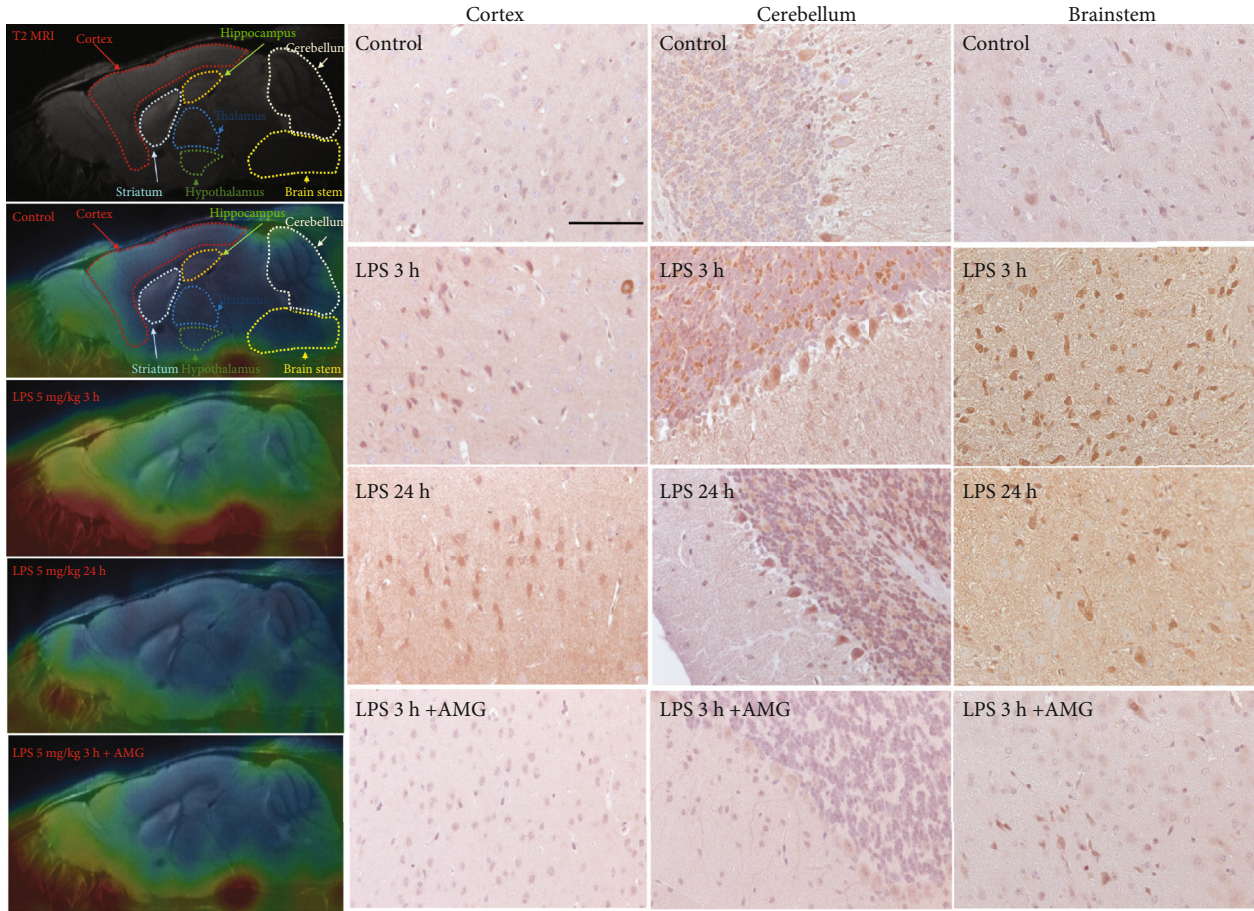 Cortex
Cerebellum
Brainstem
T2 MRI
Cortex
Hippocampus
Cerebellum
Thalamus
Striatum
Hypothalamus
Brain stem
Control
Cortex
Hippocampus
Cerebellum
Thalamus
Striatum
Hypothalamus
Brain stem
LPS 5 mg/kg 3 h
LPS 5 mg/kg 24 h
LPS 5 mg/kg 3 h + AMG
Control
Control
Control
LPS 3 h
LPS 3 h
LPS 3 h
LPS 24 h
LPS 24 h
LPS 24 h
LPS 3 h +AMG
LPS 3 h +AMG
LPS 3 h +AMG